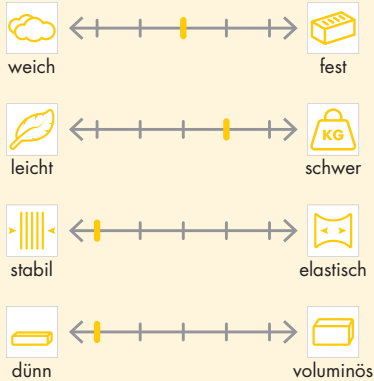 weich fest
KG
leicht schwer
stabil elastisch
dünn voluminös